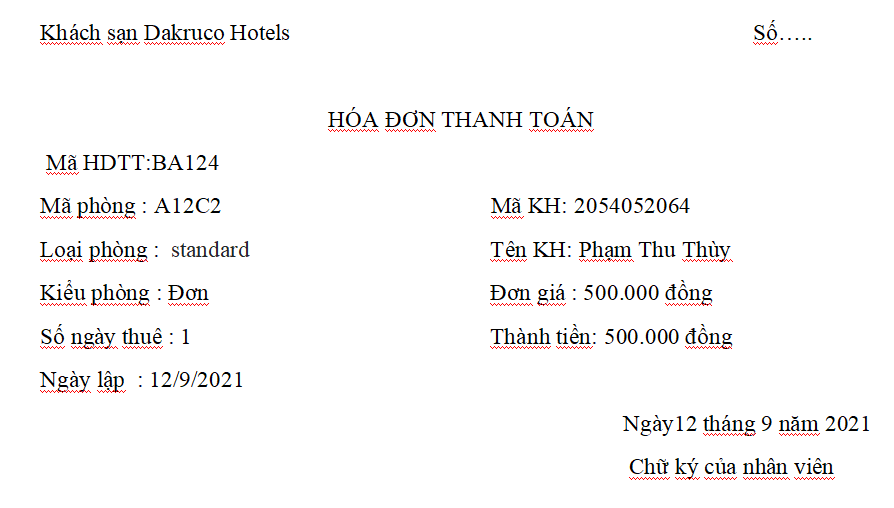 Khách sạn Dakruco Hotels Số…..
HÓA ĐƠN THANH TOÁN
Mã HDTT:BA124
Mã phòng : A12C2 Mã KH: 2054052064
Loại phòng : standard Tên KH: Phạm Thu Thùy
Kiểu phòng : Đơn Đơn giá : 500.000 đồng
Số ngày thuê : 1 Thành tiền: 500.000 đồng
Ngày lập : 12/9/2021
Ngày12 tháng 9 năm 2021
Chữ ký của nhân viên